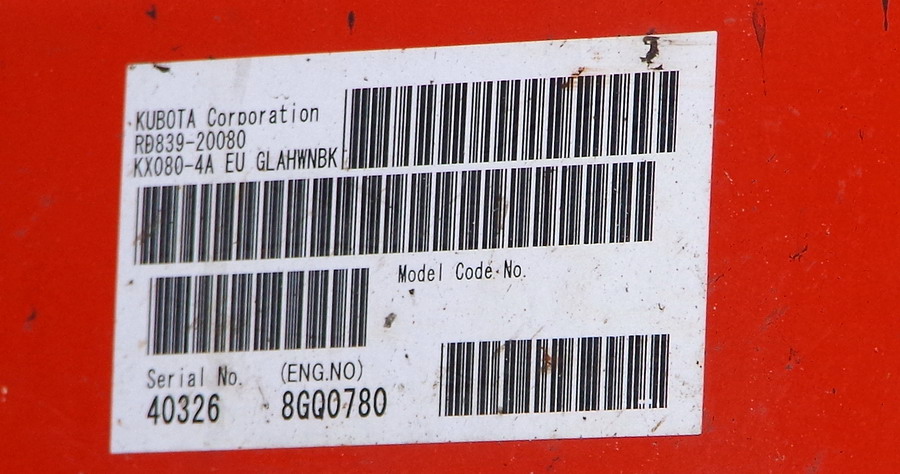 KUBOTA Corporation
RD839-20080
KX080-4A EU GLAHWNBK
Model Code No.
Serial No. (ENG.NO)
40326 8GQ0780